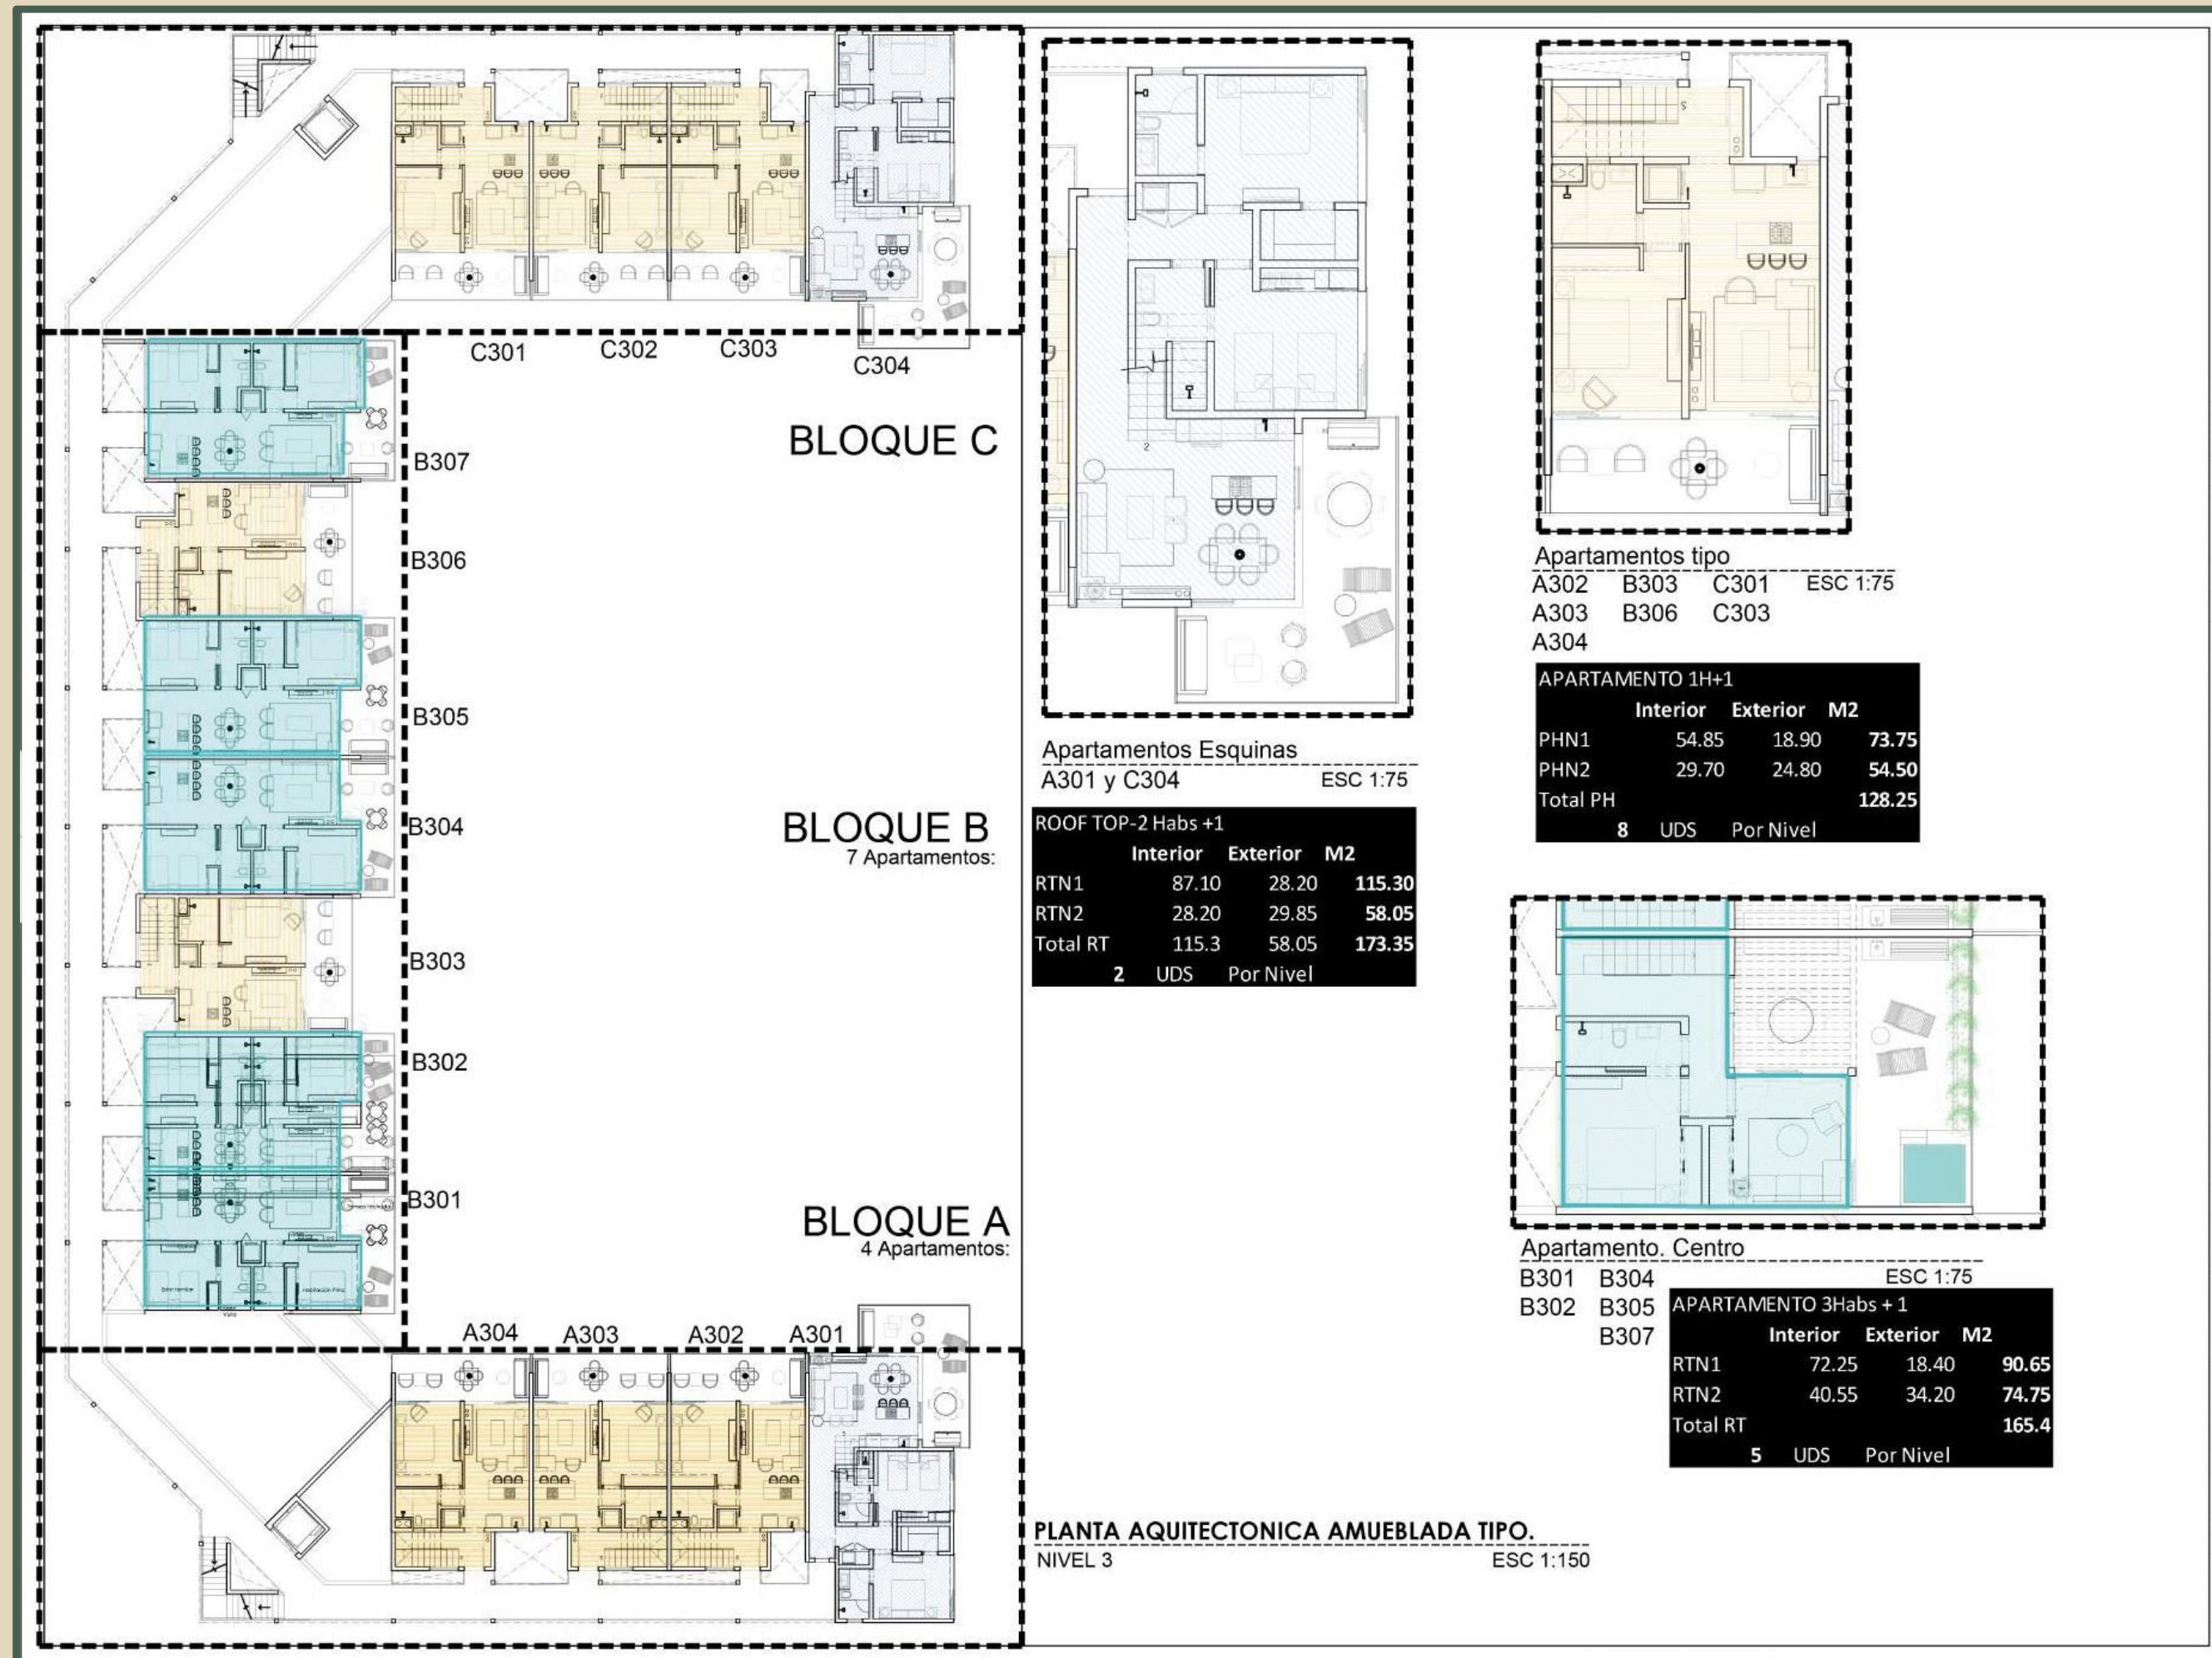 C301 C302 C303 C304
BLOQUE C
B307
B306
B305
B304
BLOQUE B
7 Apartamentos:
B303
B302
B301
BLOQUE A
4 Apartamentos:
A304 A303 A302 A301
Apartamentos Esquinas
A301 y C304 ESC 1:75
ROOF TOP-2 Habs +1
Interior Exterior M2
RTN1 87.10 28.20 115.30
RTN2 28.20 29.85 58.05
Total RT 115.3 58.05 173.35
2 UDS Por Nivel
Apartamentos tipo
A302 B303 C301 ESC 1:75
A303 B306 C303
A304
APARTAMENTO 1H+1
Interior Exterior M2
PHN1 54.85 18.90 73.75
PHN2 29.70 24.80 54.50
Total PH 128.25
8 UDS Por Nivel
Apartamento. Centro
B301 B304 ESC 1:75
B302 B305
B307
APARTAMENTO 3Habs + 1
Interior Exterior M2
RTN1 72.25 18.40 90.65
RTN2 40.55 34.20 74.75
Total RT 165.4
5 UDS Por Nivel
PLANTA AQUITECTONICA AMUEBLADA TIPO.
NIVEL 3 ESC 1:150